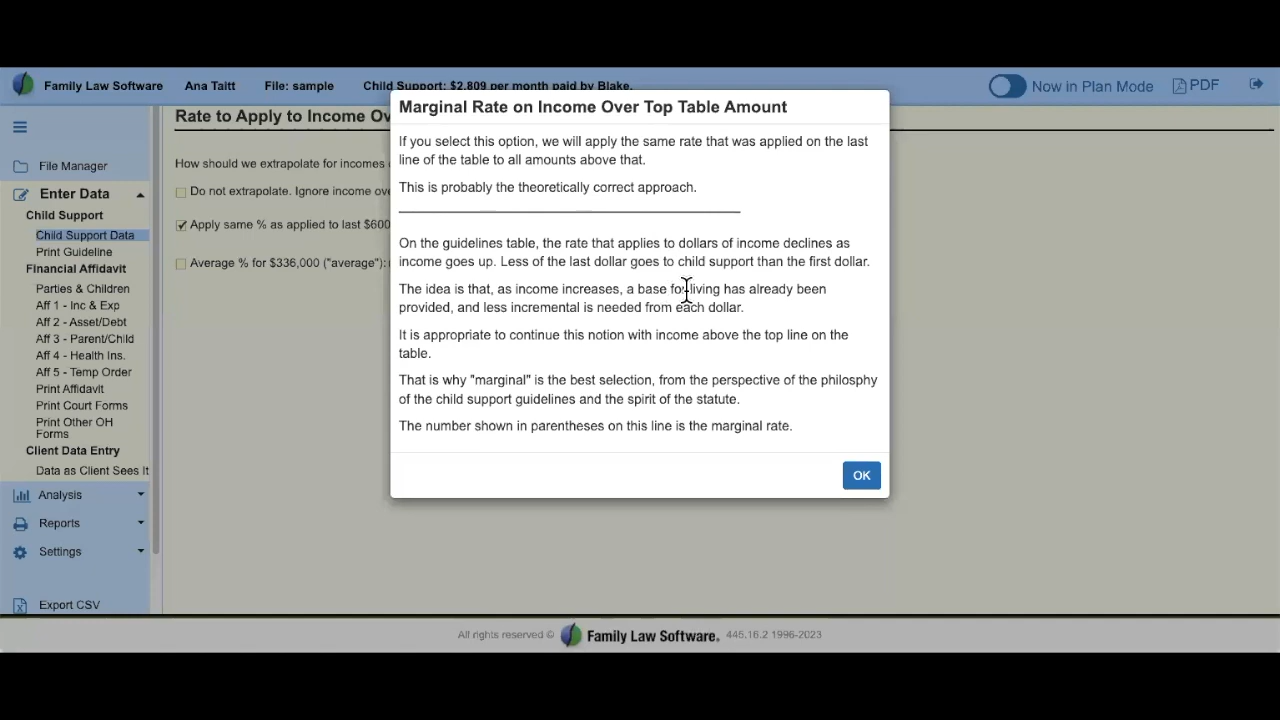 Family Law Software
Ana Taitt
File: sample
Child Support: $2,809 per month paid by Blake.
Now in Plan Mode
PDF
File Manager
Enter Data
Child Support
Child Support Data
Print Guideline
Financial Affidavit
Parties & Children
Aff 1 - Inc & Exp
Aff 2 - Asset/Debt
Aff 3 - Parent/Child
Aff 4 - Health Ins.
Aff 5 - Temp Order
Print Affidavit
Print Court Forms
Print Other OH
Forms
Client Data Entry
Data as Client Sees It
Analysis
Reports
Settings
Export CSV
Rate to Apply to Income Ov
How should we extrapolate for incomes
Do not extrapolate. Ignore income ove
Apply same % as applied to last $600
Average % for $336,000 ("average"):
Marginal Rate on Income Over Top Table Amount
If you select this option, we will apply the same rate that was applied on the last
line of the table to all amounts above that.
This is probably the theoretically correct approach.
On the guidelines table, the rate that applies to dollars of income declines as
income goes up. Less of the last dollar goes to child support than the first dollar.
The idea is that, as income increases, a base for living has already been
provided, and less incremental is needed from each dollar.
It is appropriate to continue this notion with income above the top line on the
table.
That is why "marginal" is the best selection, from the perspective of the philosphy
of the child support guidelines and the spirit of the statute.
The number shown in parentheses on this line is the marginal rate.
OK
All rights reserved © Family Law Software® 445.16.2 1996-2023